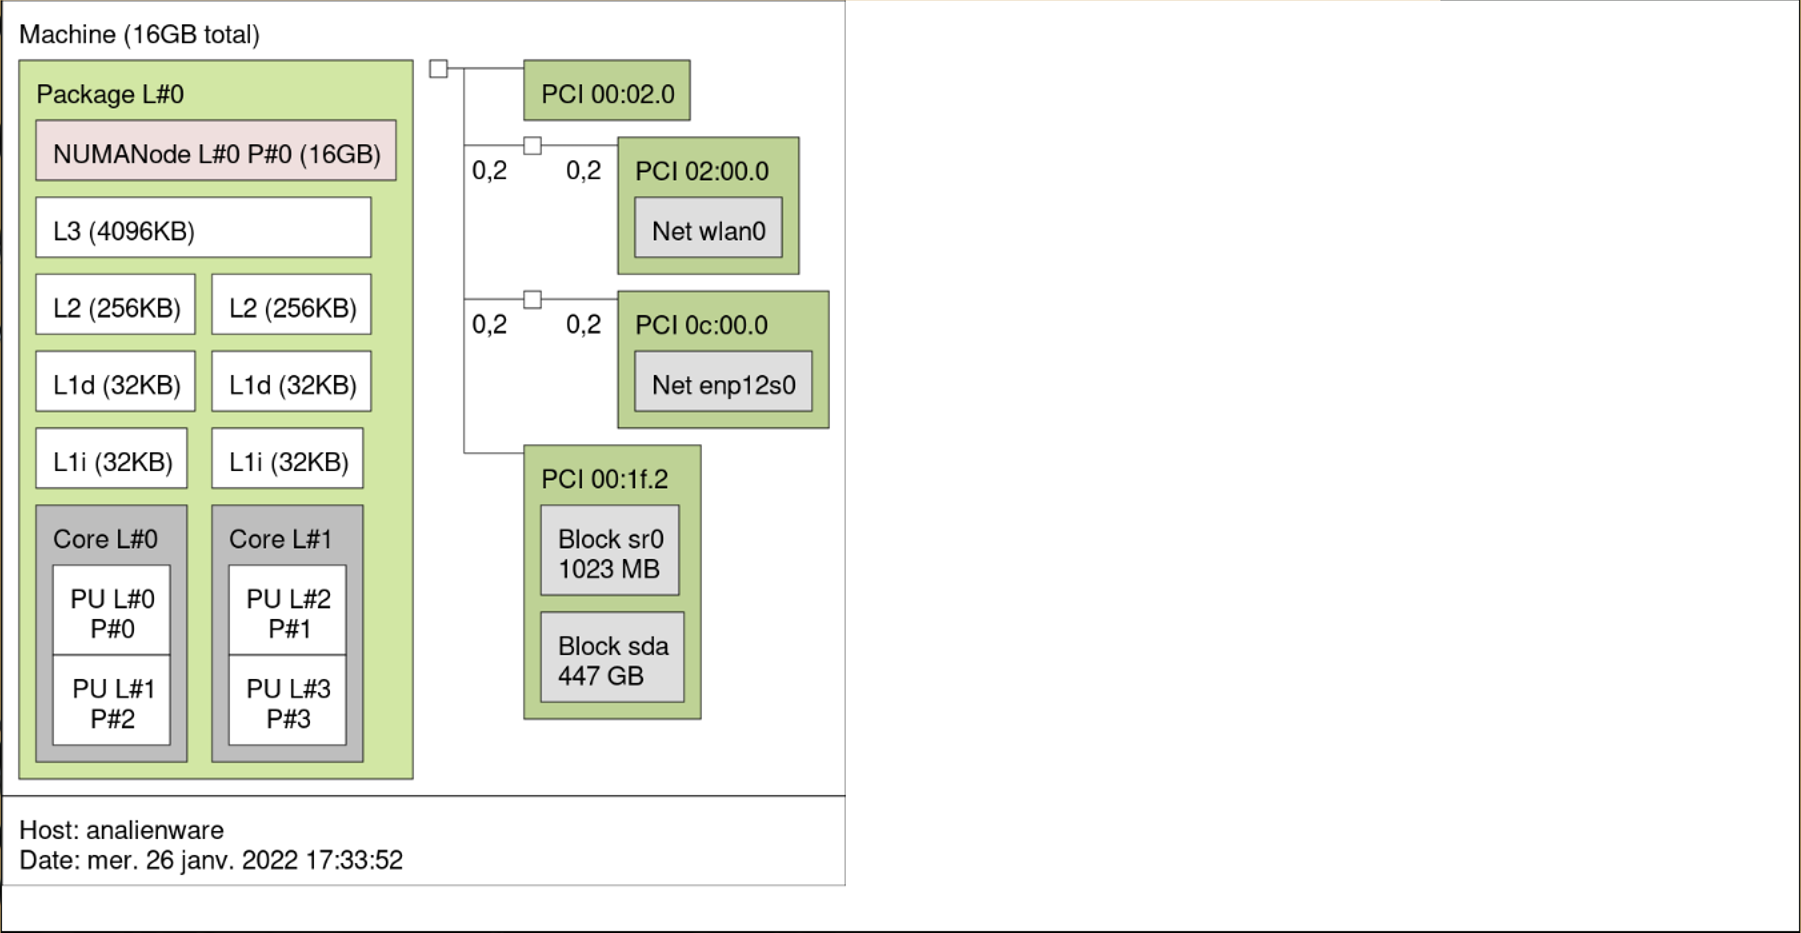 Machine (16GB total)
Package L#0
NUMANode L#0 P#0 (16GB)
L3 (4096KB)
L2 (256KB)
L2 (256KB)
L1d (32KB)
L1d (32KB)
L1i (32KB)
L1i (32KB)
Core L#0
PU L#0
P#0
PU L#1
P#2
Core L#1
PU L#2
P#1
PU L#3
P#3
PCI 00:02.0
0,2
0,2
PCI 02:00.0
Net wlan0
0,2
0,2
PCI 0c:00.0
Net enp12s0
PCI 00:1f.2
Block sr0
1023 MB
Block sda
447 GB
Host: analienware
Date: mer. 26 janv. 2022 17:33:52